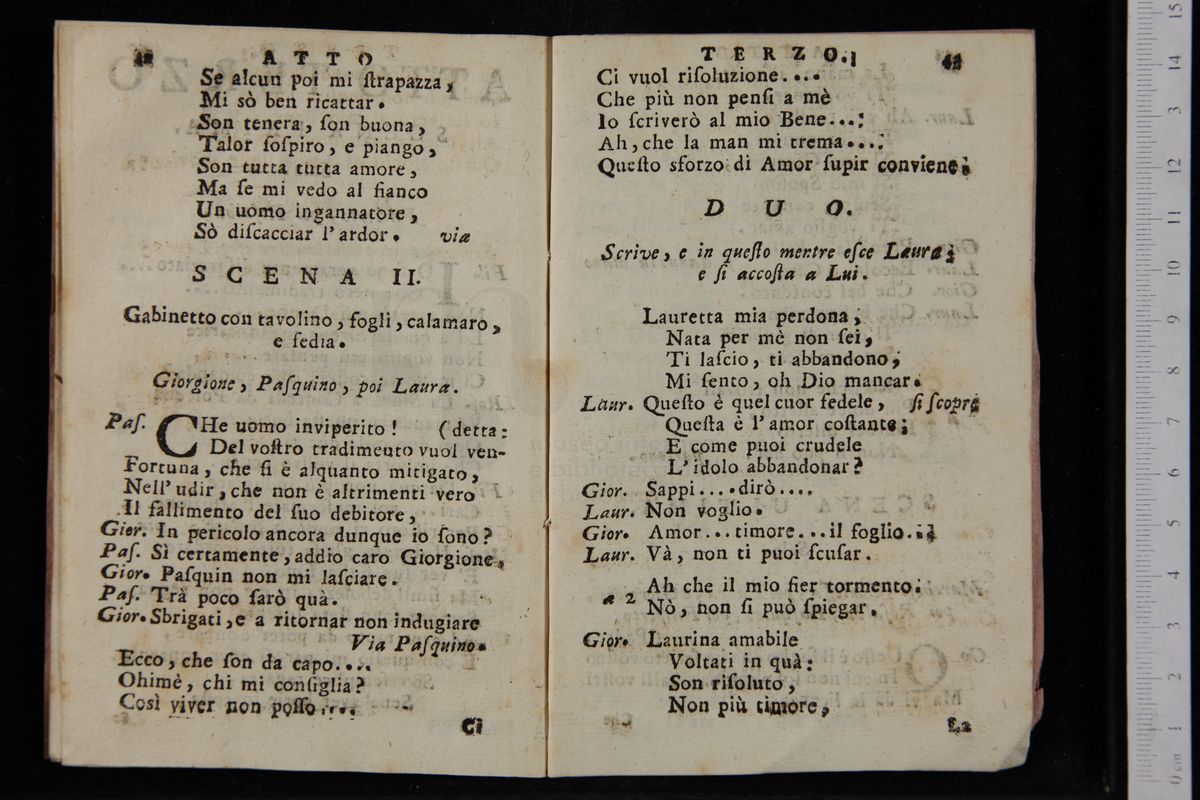 42 ATTO
Se alcun poi mi ſtrapazza,
Mi sò ben ricattar.
Son tenera, ſon buona,
Talor ſoſpiro, e piango,
Son tutta tutta amore,
Ma ſe mi vedo al fianco
Un uomo ingannatore,
Sò diſcacciar l'ardor. via
SCENA II.
Gabinetto con tavolino, fogli, calamaro,
e ſedia.
Giorgione, Paſquino, poi Laura.
Paſ. CHe uomo inviperito! (detta:
Del voſtro tradimeuto vuol ven-
Fortuna, che ſi è alquanto mitigato,
Nell'udir, che non è altrimenti vero
Il fallimento del ſuo debitore,
Gior. In pericolo ancora dunque io ſono?
Paſ. Sì certamente, addio caro Giorgione,
Gior. Paſquin non mi laſciare.
Paſ. Trà poco ſarò quà.
Gior. Sbrigati, e a ritornar non indugiare
Via Paſquino.
Ecco, che ſon da capo....
Ohimè, chi mi conſiglia?
Così viver non poſſo....
Ci
TERZO. 43
Ci vuol riſoluzione....
Che più non penſi a mè
Io ſcriverò al mio Bene...:
Ah, che la man mi trema....:
Queſto sforzo di Amor ſupir conviene;
DUO.
Scrive, e in queſto mentre eſce Laura;
e ſi accoſta a Lui.
Lauretta mia perdona;
Nata per mè non ſei,
Ti laſcio, ti abbandono;
Mi ſento, oh Dio mancar.
Laur. Queſto è quel cuor fedele, ſi ſcopre
Queſta è l'amor coſtante;
E come puoi crudele
L'idolo abbandonar?
Gior. Sappi....dirò....
Laur. Non voglio.
Gior. Amor...timore...il foglio..;
Laur. Và, non ti puoi ſcuſar.
a 2 Ah che il mio fier tormento:
Nò, non ſi può ſpiegar.
Gior. Laurina amabile
Voltati in quà:
Son riſoluto,
Non più timore,
La